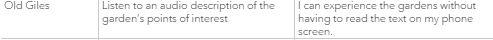 Old Giles
Listen to an audio description of the
garden's points of interest
I can experience the gardens without
having to read the text on my phone
screen.